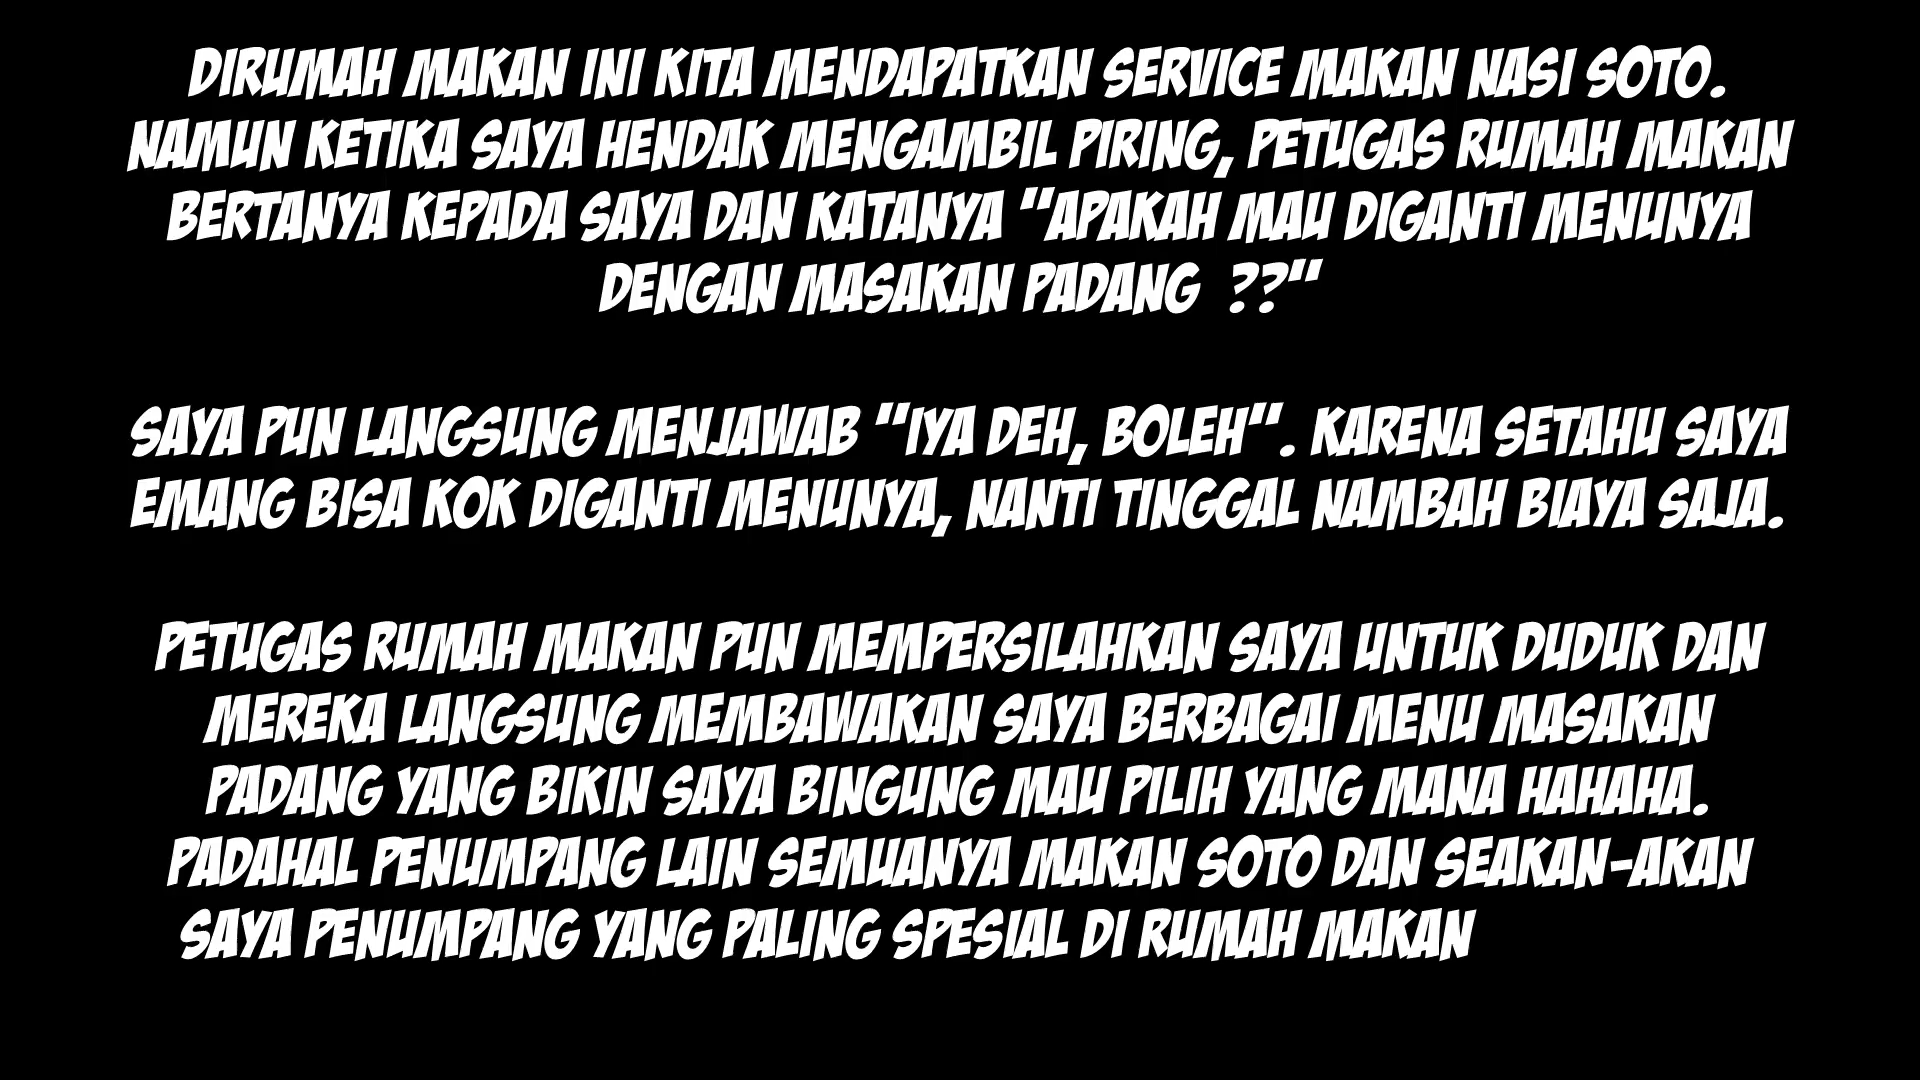 DIRUMAH MAKAN INI KITA MENDAPATKAN SERVICE MAKAN NASI SOTO.
NAMUN KETIKA SAYA HENDAK MENGAMBIL PIRING, PETUGAS RUMAH MAKAN
BERTANYA KEPADA SAYA DAN KATANYA "APAKAH MAU DIGANTI MENUNYA
DENGAN MASAKAN PADANG ??"
SAYA PUN LANGSUNG MENJAWAB "IYA DEH, BOLEH". KARENA SETAHU SAYA
EMANG BISA KOK DIGANTI MENUNYA, NANTI TINGGAL NAMBAH BIAYA SAJA.
PETUGAS RUMAH MAKAN PUN MEMPERSILAHKAN SAYA UNTUK DUDUK DAN
MEREKA LANGSUNG MEMBAWAKAN SAYA BERBAGAI MENU MASAKAN
PADANG YANG BIKIN SAYA BINGUNG MAU PILIH YANG MANA HAHAHA.
PADAHAL PENUMPANG LAIN SEMUANYA MAKAN SOTO DAN SEAKAN-AKAN
SAYA PENUMPANG YANG PALING SPESIAL DI RUMAH MAKAN